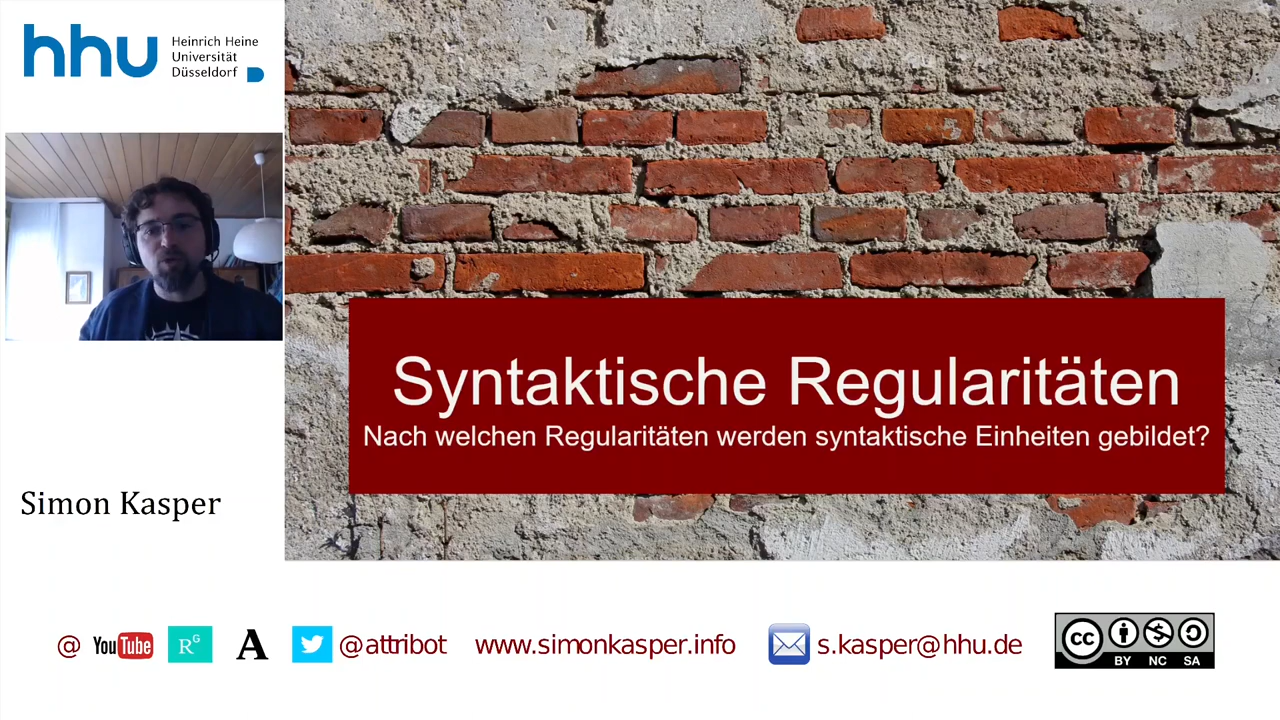 hhu
Heinrich Heine
Universität
Düsseldorf
Syntaktische Regularitäten
Nach welchen Regularitäten werden syntaktische Einheiten gebildet?
Simon Kasper
@ YouTube RG A @attribot www.simonkasper.info s.kasper@hhu.de
cc BY NC SA